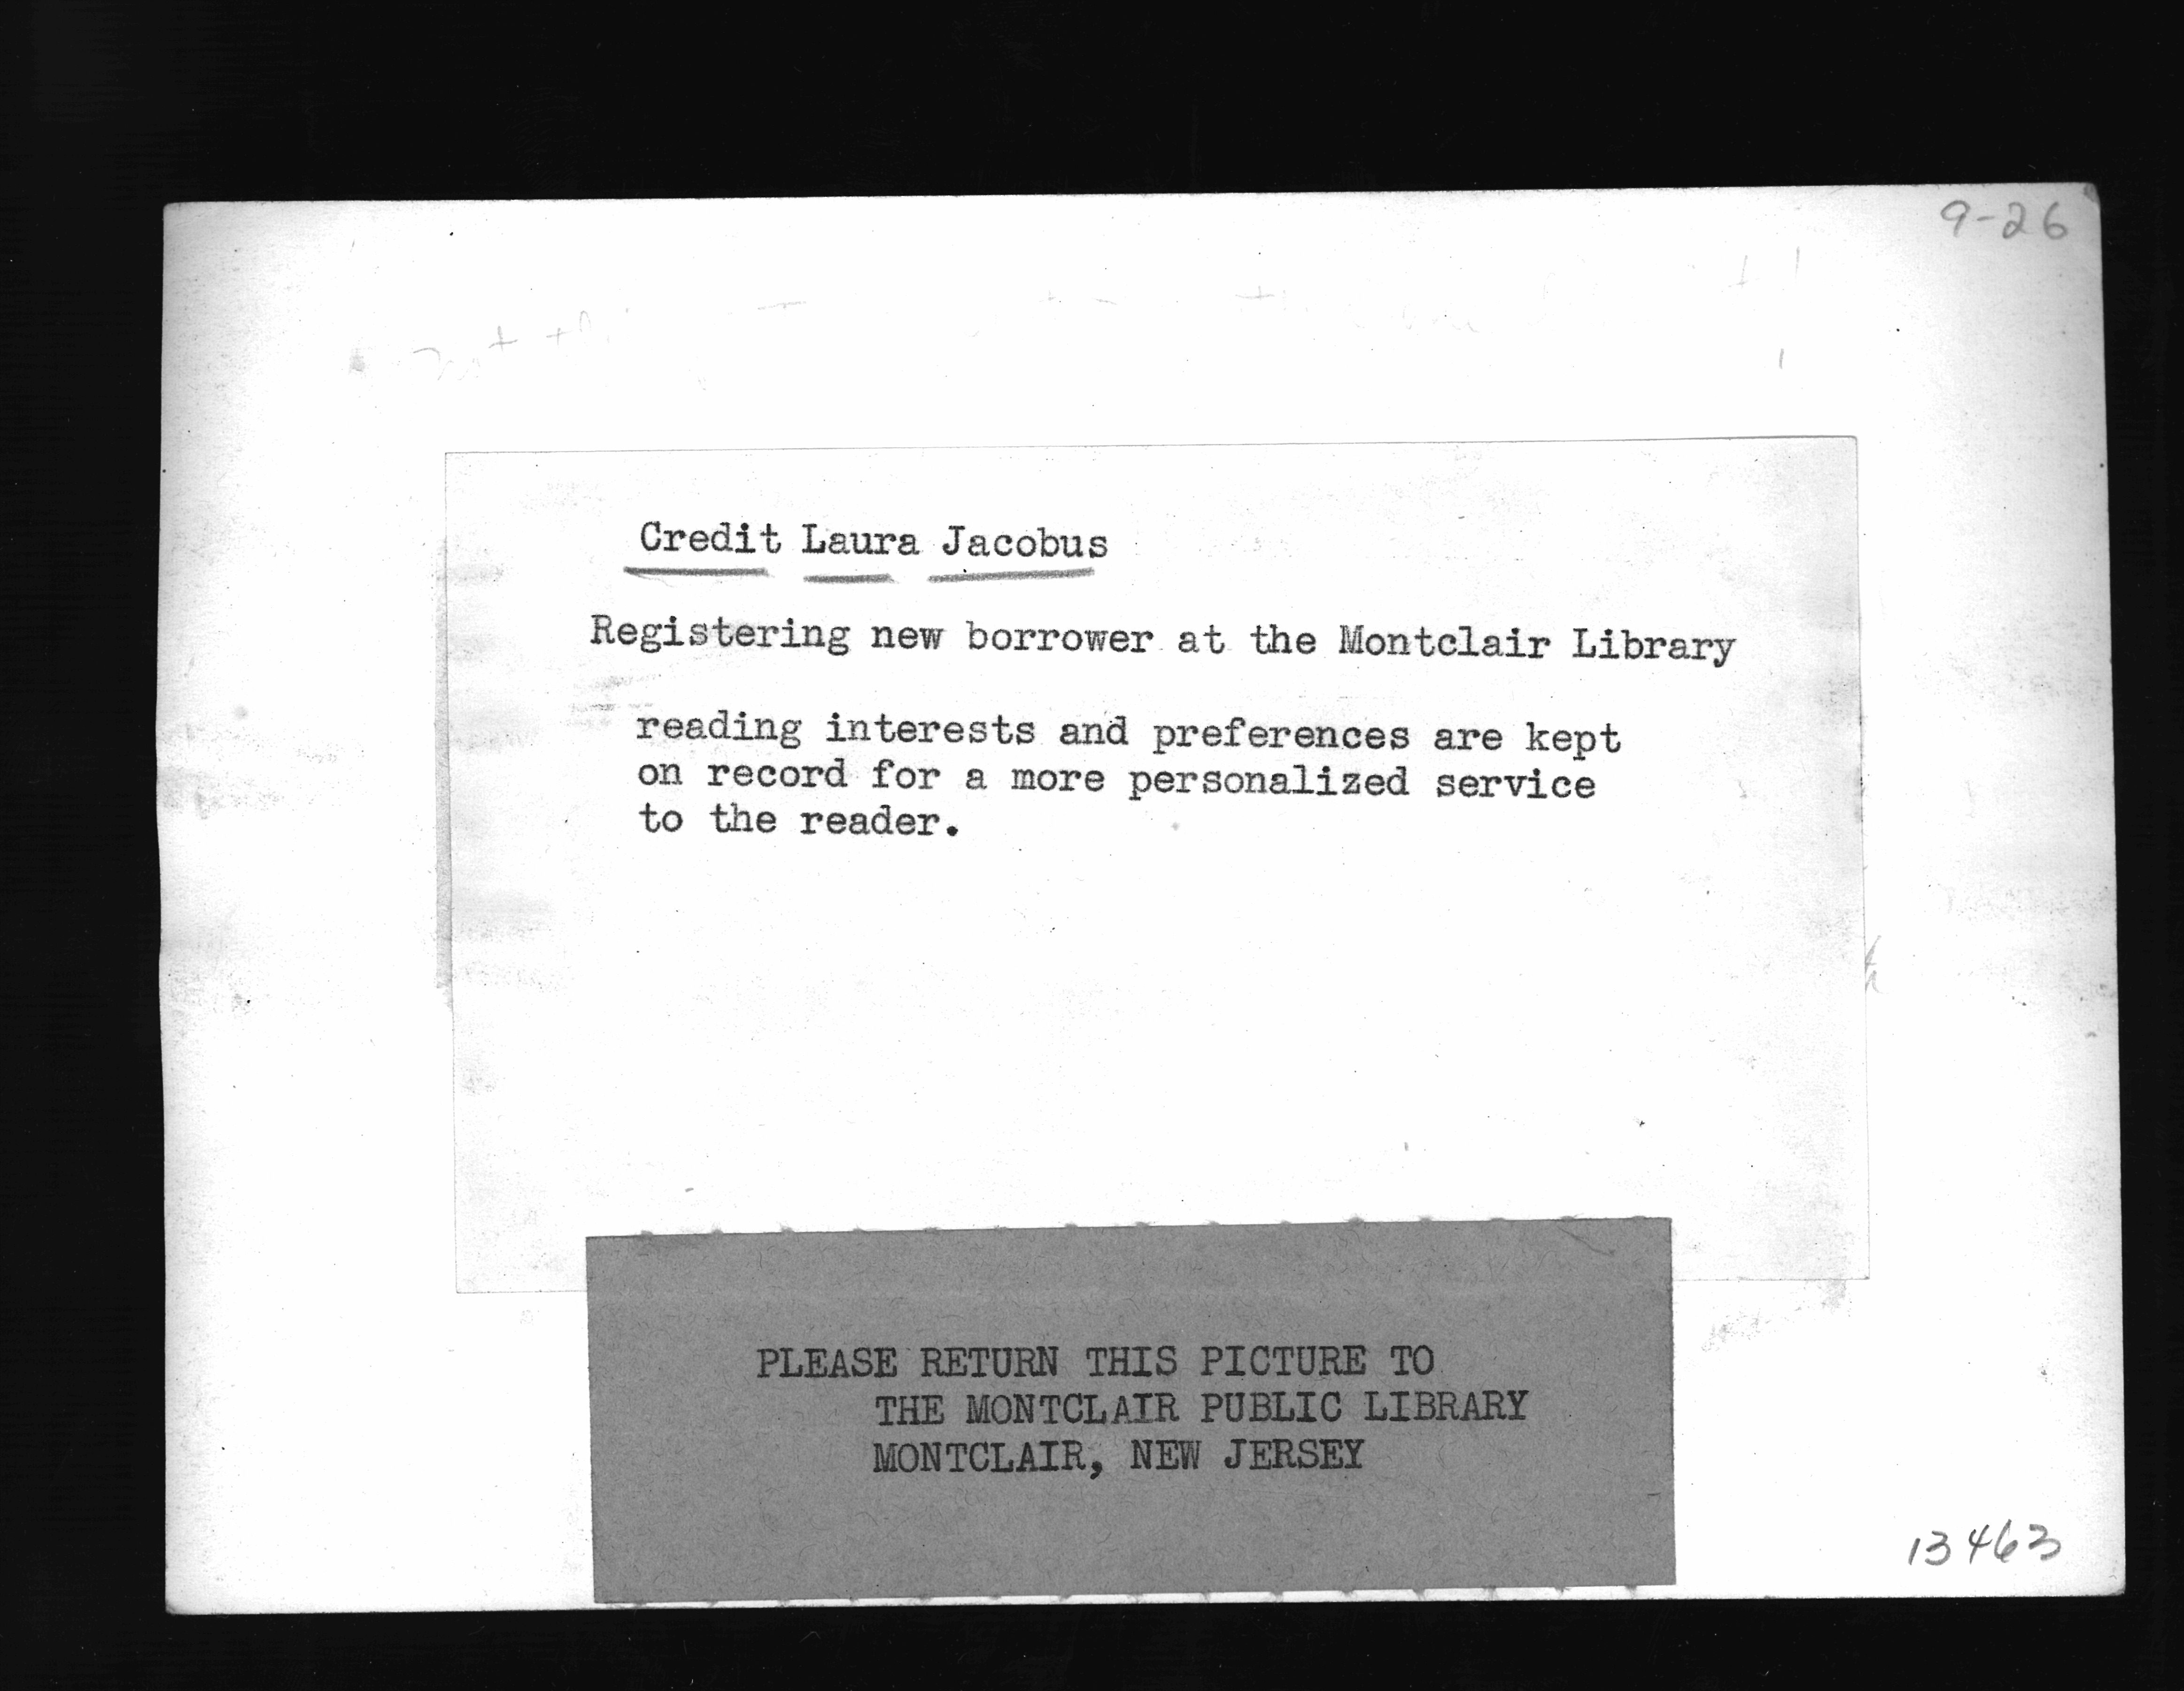 9-26
Credit Laura Jacobus
Registering new borrower at the Montclair Library
reading interests and preferences are kept
on record for a more personalized service
to the reader.
PLEASE RETURN THIS PICTURE TO
THE MONTCLAIR PUBLIC LIBRARY
MONTCLAIR, NEW JERSEY
13463